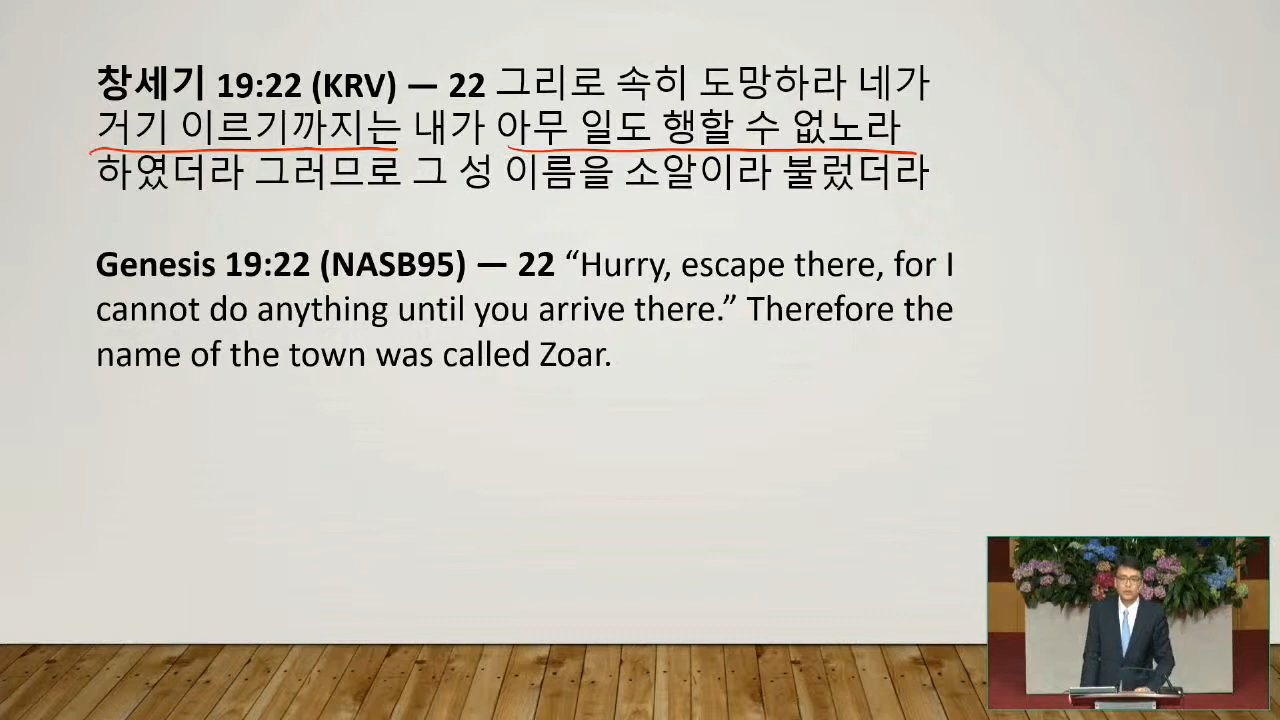 창세기 19:22 (KRV) — 22 그리로 속히 도망하라 네가
거기 이르기까지는 내가 아무 일도 행할 수 없노라
하였더라 그러므로 그 성 이름을 소알이라 불렀더라
Genesis 19:22 (NASB95) — 22 “Hurry, escape there, for I
cannot do anything until you arrive there.” Therefore the
name of the town was called Zoar.